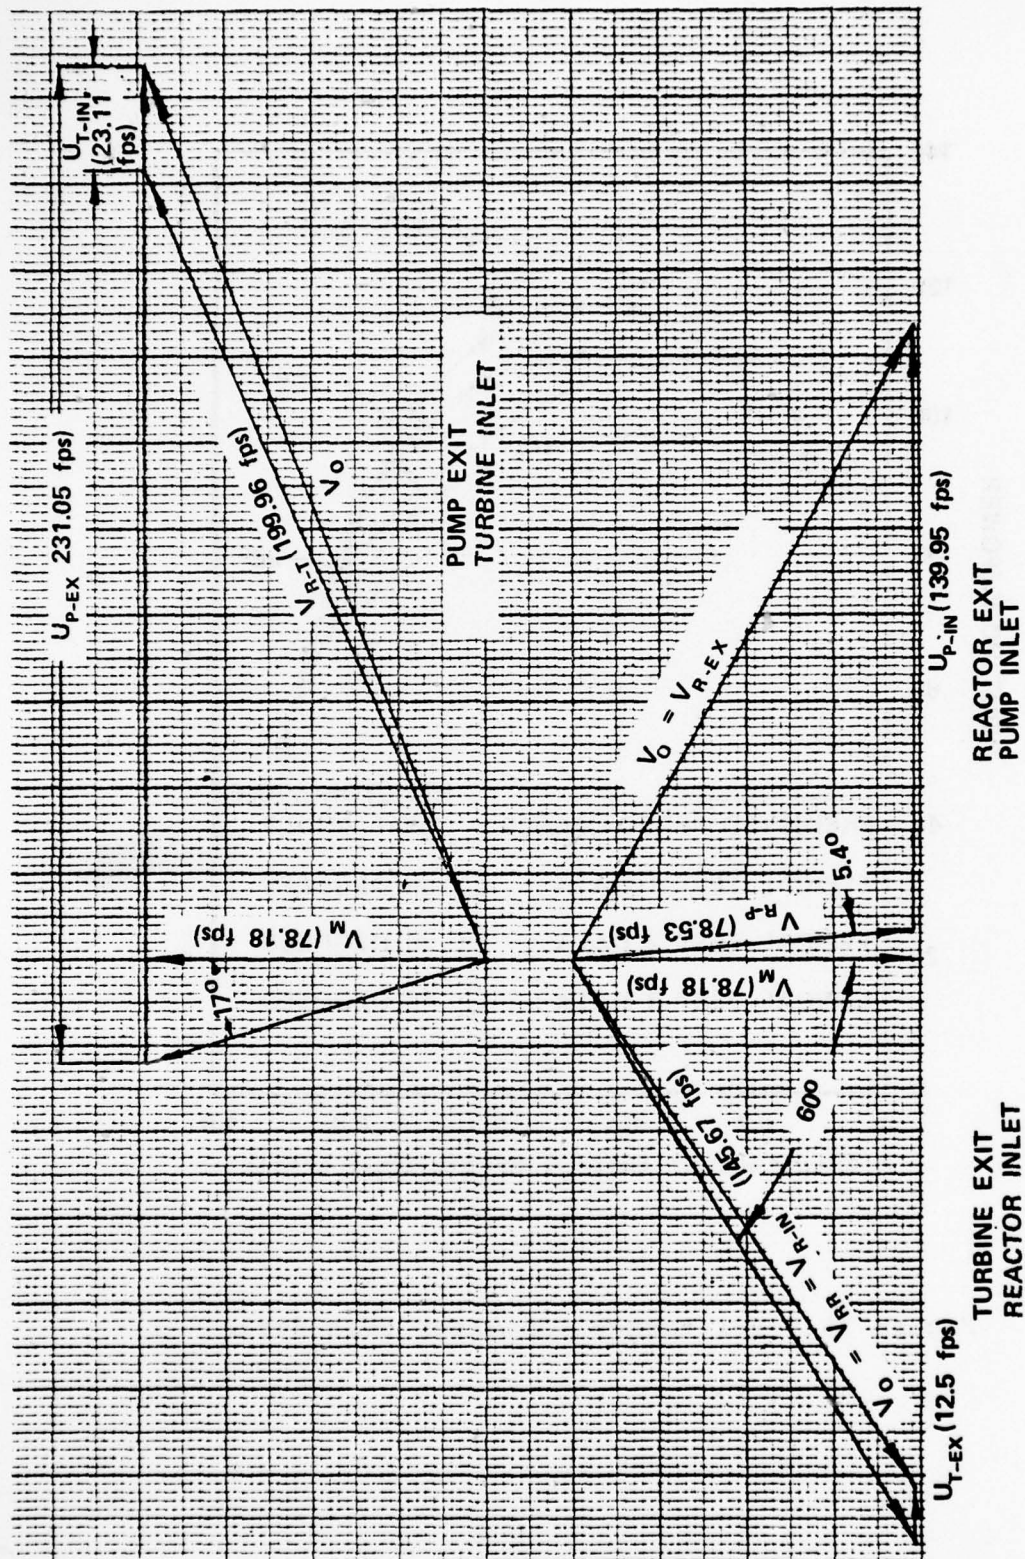 U_P-EX 231.05 fps)
U_T-IN.
(23.11
fps)
V_R-T (199.96 fps)
V_O
V_M (78.18 fps)
17°
PUMP EXIT
TURBINE INLET
V_O = V_R-EX
V_R-P (78.53 fps)
V_M (78.18 fps)
5.4°
60°
(145.67 fps)
V_O = V_RR = V_R-IN
U_T-EX (12.5 fps)
U_P-IN (139.95 fps)
TURBINE EXIT
REACTOR INLET
REACTOR EXIT
PUMP INLET